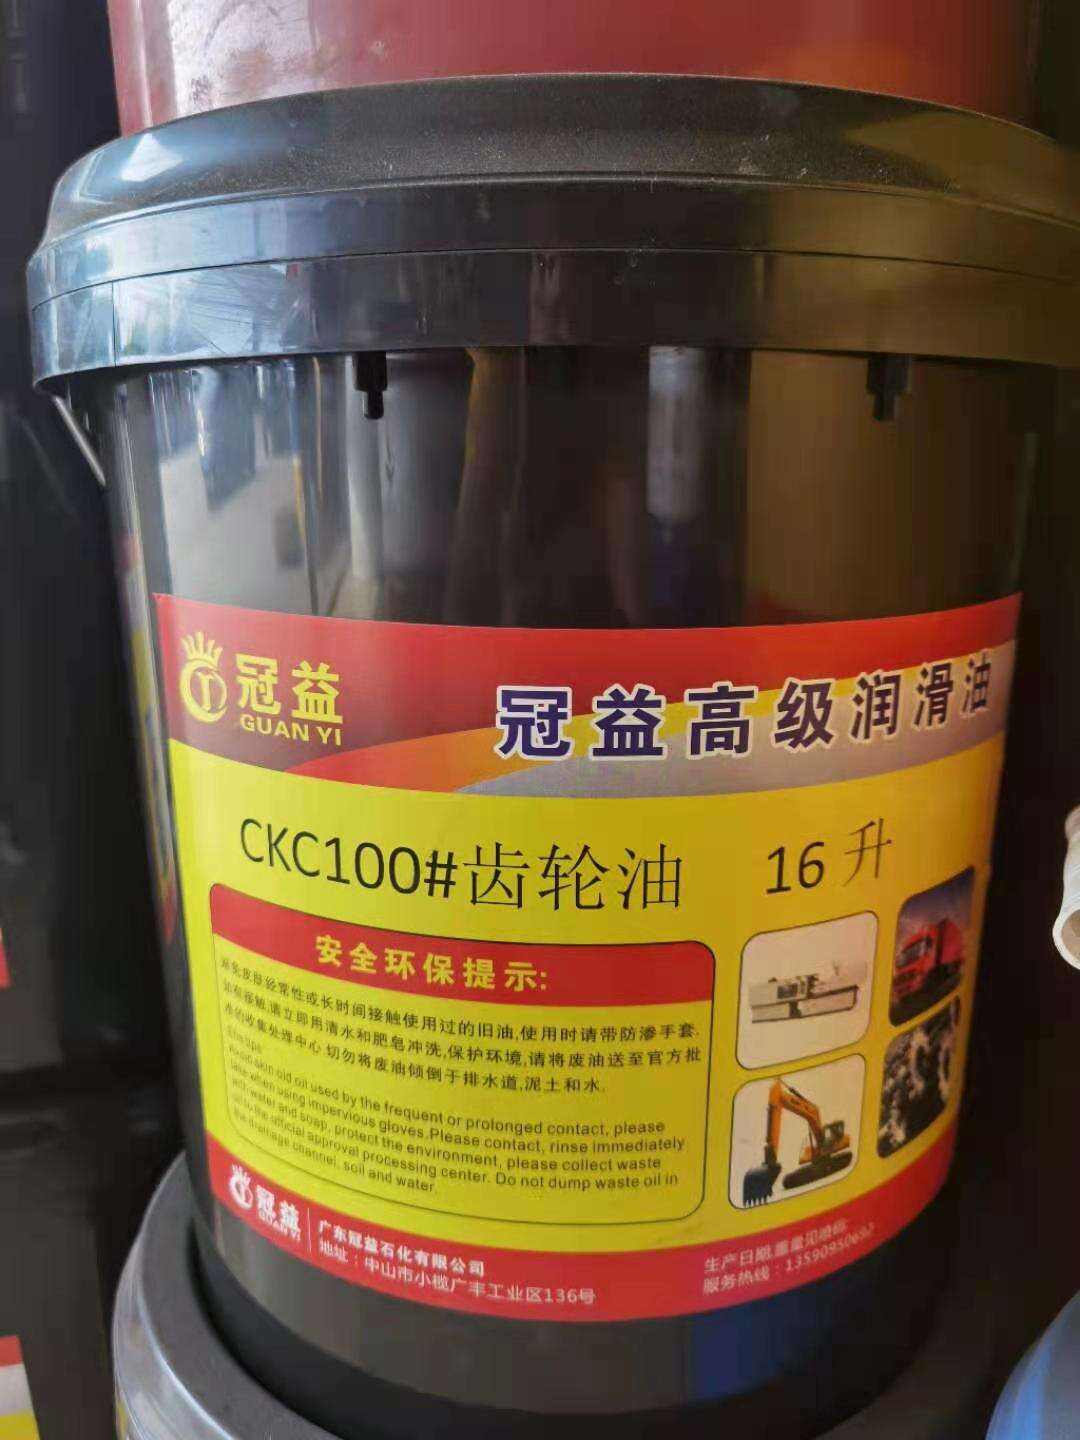 冠益
GUAN YI
冠益高级润滑油
CKC100#齿轮油 16升
安全环保提示:
避免皮肤经常性或长时间接触使用过的旧油,使用时请带防渗手套.
如有接触,请立即用清水和肥皂冲洗,保护环境,请将废油送至官方批
准的收集处理中心.切勿将废油倾倒于排水道,泥土和水.
Avoid skin old oil used by the frequent or prolonged contact, please
take when using impervious gloves.Please contact, rinse immediately
with water and soap, protect the environment, please collect waste
oil to the official approval processing center. Do not dump waste oil in
the drainage channel, soil and water.
冠益
GUAN YI
广东冠益石化有限公司
地址：中山市小榄广丰工业区136号
生产日期,重量见
服务热线：13590950692